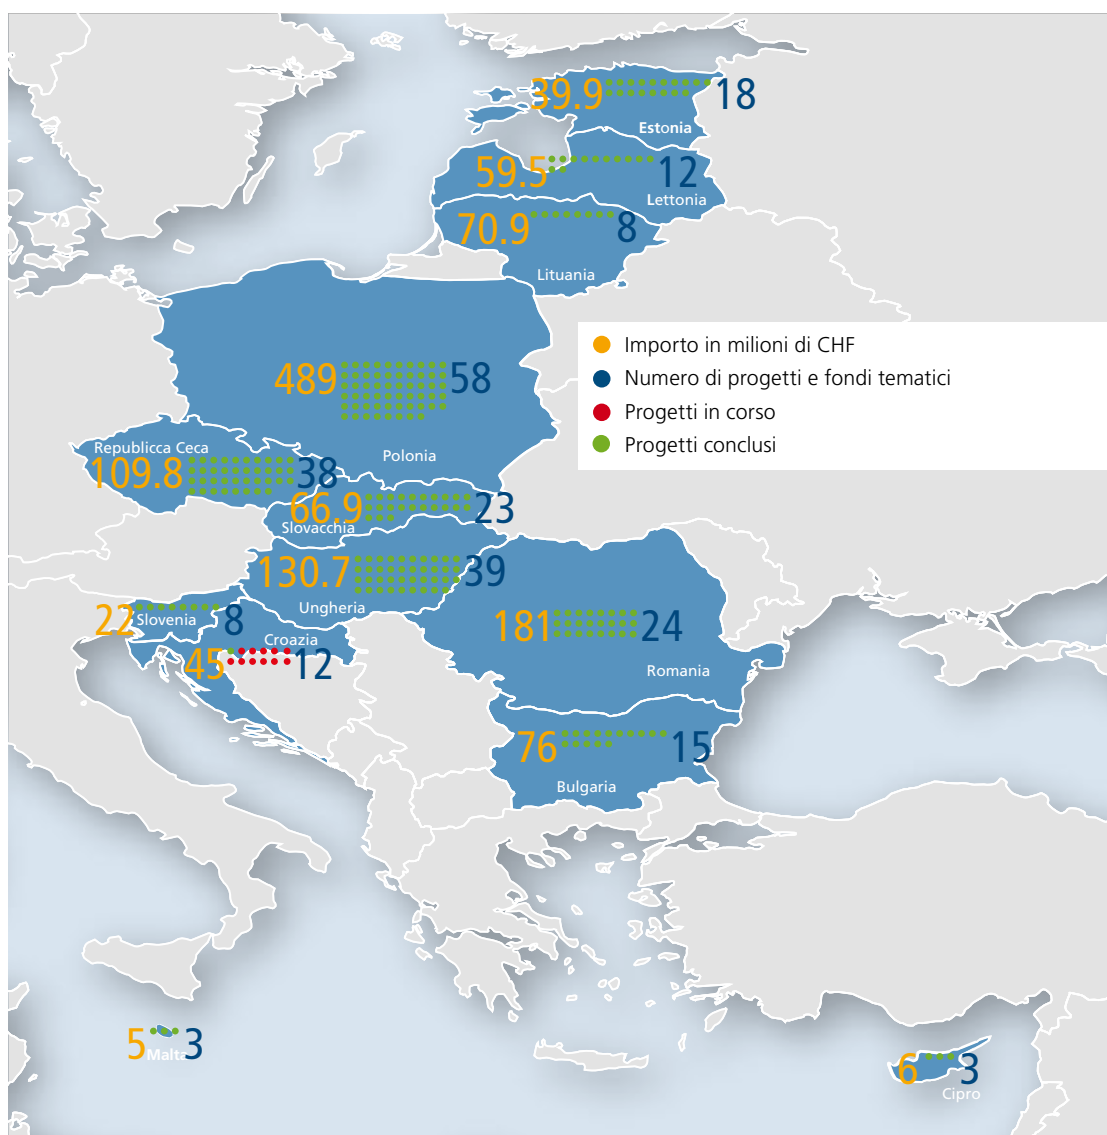 39.9 18
Estonia
59.5 12
Lettonia
70.9 8
Lituania
Importo in milioni di CHF
Numero di progetti e fondi tematici
Progetti in corso
Progetti conclusi
489 58
Polonia
Republicca Ceca
109.8 38
66.9 23
Slovacchia
130.7 39
Ungheria
22 Slovenia 8
181 24
Romania
Croazia
45 12
76 15
Bulgaria
5 Malta 3
6 3
Cipro